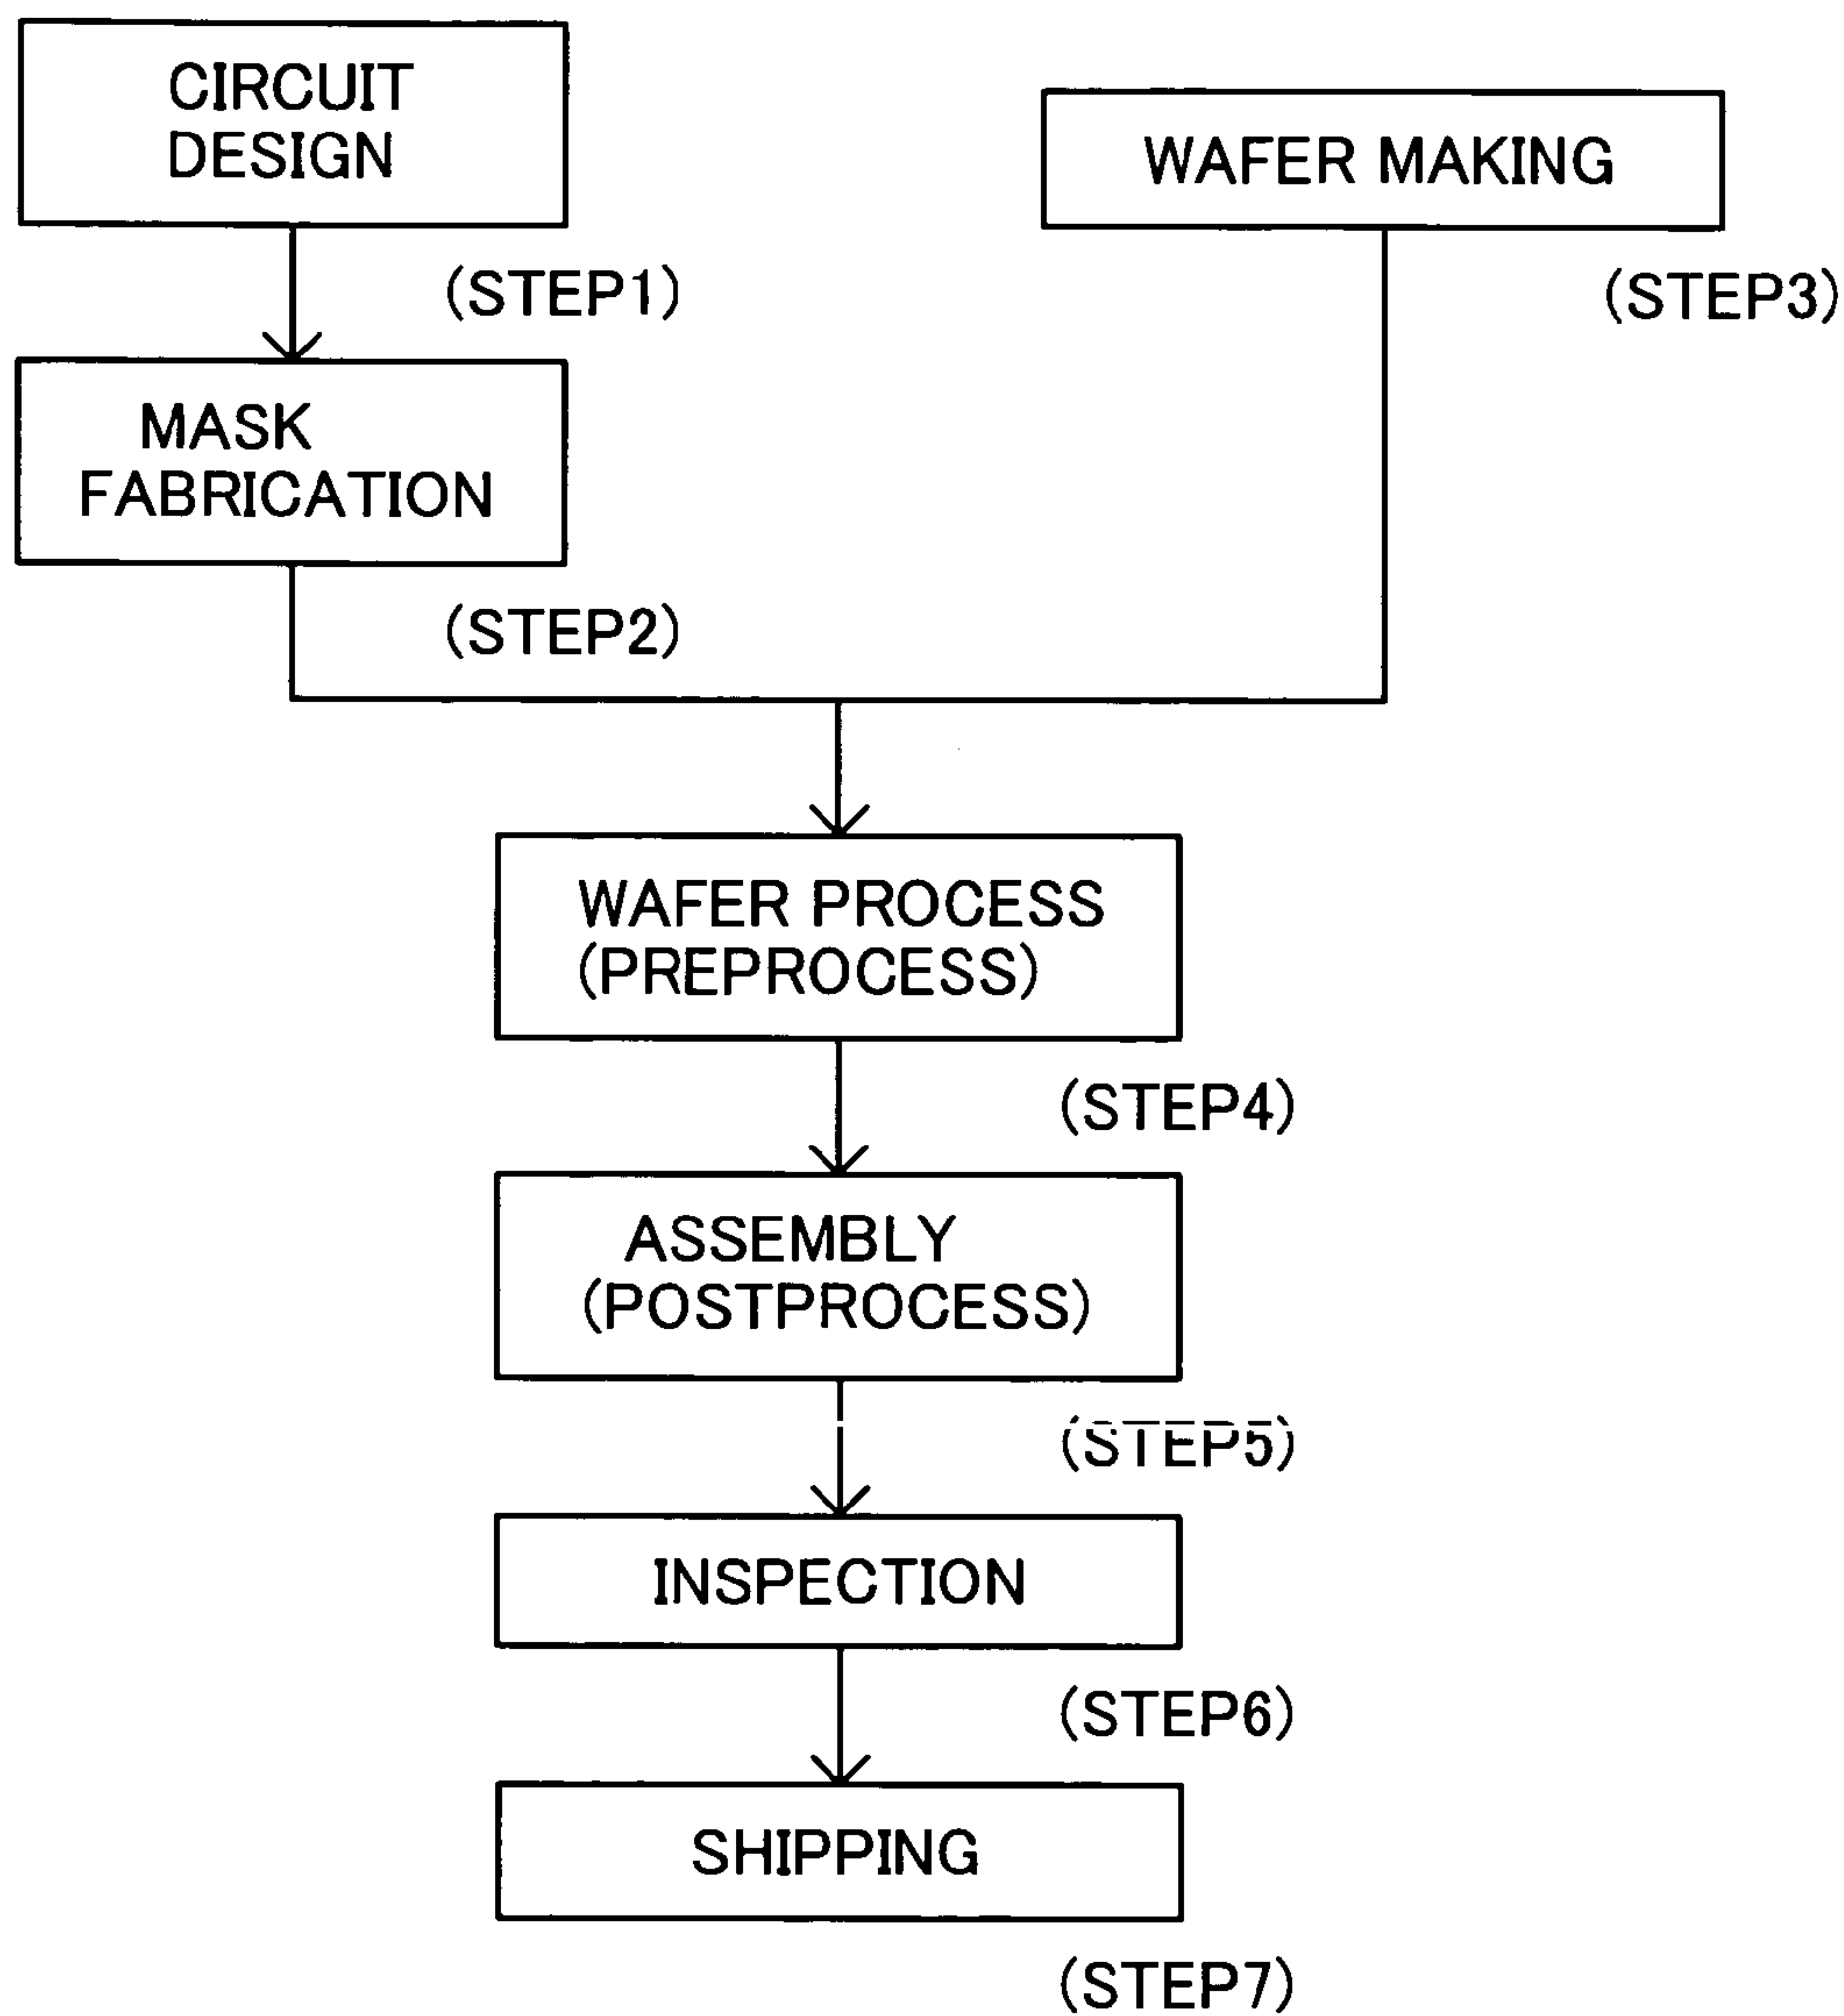 CIRCUIT
DESIGN
(STEP1)
WAFER MAKING
(STEP3)
MASK
FABRICATION
(STEP2)
WAFER PROCESS
(PREPROCESS)
(STEP4)
ASSEMBLY
(POSTPROCESS)
(STEP5)
INSPECTION
(STEP6)
SHIPPING
(STEP7)